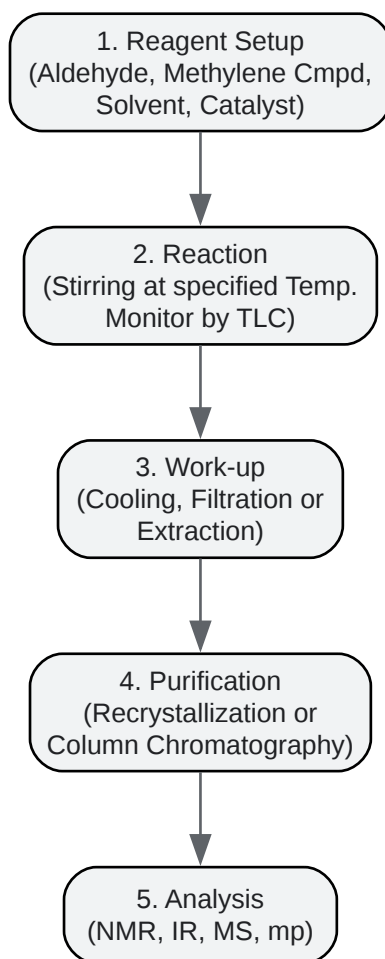 1. Reagent Setup
(Aldehyde, Methylene Cmpd,
Solvent, Catalyst)
2. Reaction
(Stirring at specified Temp.
Monitor by TLC)
3. Work-up
(Cooling, Filtration or
Extraction)
4. Purification
(Recrystallization or
Column Chromatography)
5. Analysis
(NMR, IR, MS, mp)